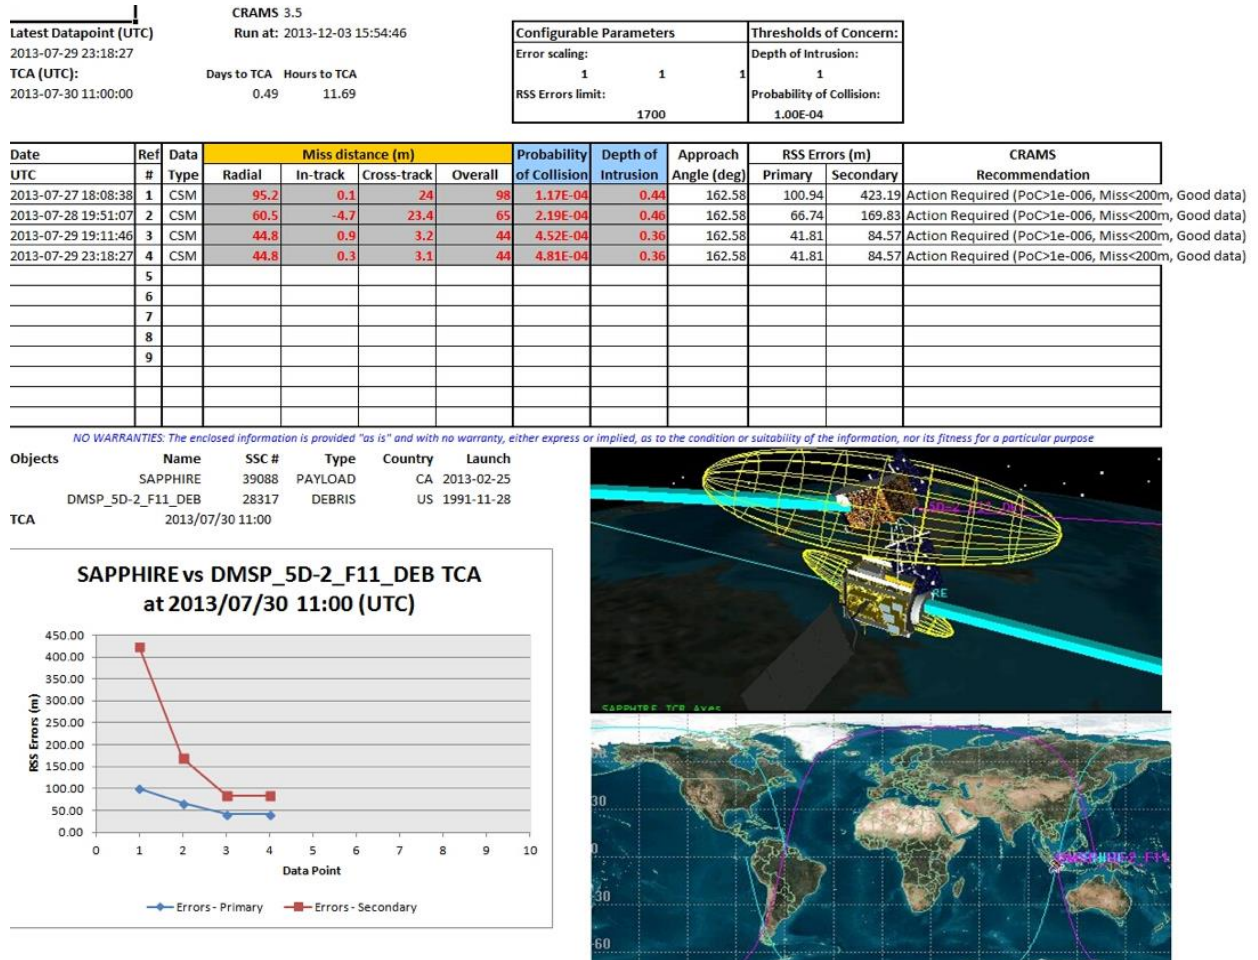 CRAMS 3.5
Latest Datapoint (UTC) Run at: 2013-12-03 15:54:46
2013-07-29 23:18:27
TCA (UTC): Days to TCA Hours to TCA
2013-07-30 11:00:00 0.49 11.69
Configurable Parameters Thresholds of Concern:
Error scaling: Depth of Intrusion:
1 1 1 1
RSS Errors limit: Probability of Collision:
1700 1.00E-04
Date Ref Data Miss distance (m) Probability Depth of Approach RSS Errors (m) CRAMS
UTC # Type Radial In-track Cross-track Overall of Collision Intrusion Angle (deg) Primary Secondary Recommendation
2013-07-27 18:08:38 1 CSM 95.2 0.1 24 98 1.17E-04 0.44 162.58 100.94 423.19 Action Required (PoC>1e-006, Miss<200m, Good data)
2013-07-28 19:51:07 2 CSM 60.5 -4.7 23.4 65 2.19E-04 0.46 162.58 66.74 169.83 Action Required (PoC>1e-006, Miss<200m, Good data)
2013-07-29 19:11:46 3 CSM 44.8 0.9 3.2 44 4.52E-04 0.36 162.58 41.81 84.57 Action Required (PoC>1e-006, Miss<200m, Good data)
2013-07-29 23:18:27 4 CSM 44.8 0.3 3.1 44 4.81E-04 0.36 162.58 41.81 84.57 Action Required (PoC>1e-006, Miss<200m, Good data)
5
6
7
8
9
NO WARRANTIES: The enclosed information is provided "as is" and with no warranty, either express or implied, as to the condition or suitability of the information, nor its fitness for a particular purpose
Objects Name SSC # Type Country Launch
SAPPHIRE 39088 PAYLOAD CA 2013-02-25
DMSP_5D-2_F11_DEB 28317 DEBRIS US 1991-11-28
TCA 2013/07/30 11:00
SAPPHIRE vs DMSP_5D-2_F11_DEB TCA
at 2013/07/30 11:00 (UTC)
450.00
400.00
350.00
300.00
250.00
200.00
150.00
100.00
50.00
0.00
RSS Errors (m)
0 1 2 3 4 5 6 7 8 9 10
Data Point
Errors - Primary Errors - Secondary
RE
SAPPHIRE TCR Axes
30
0
-30
-60